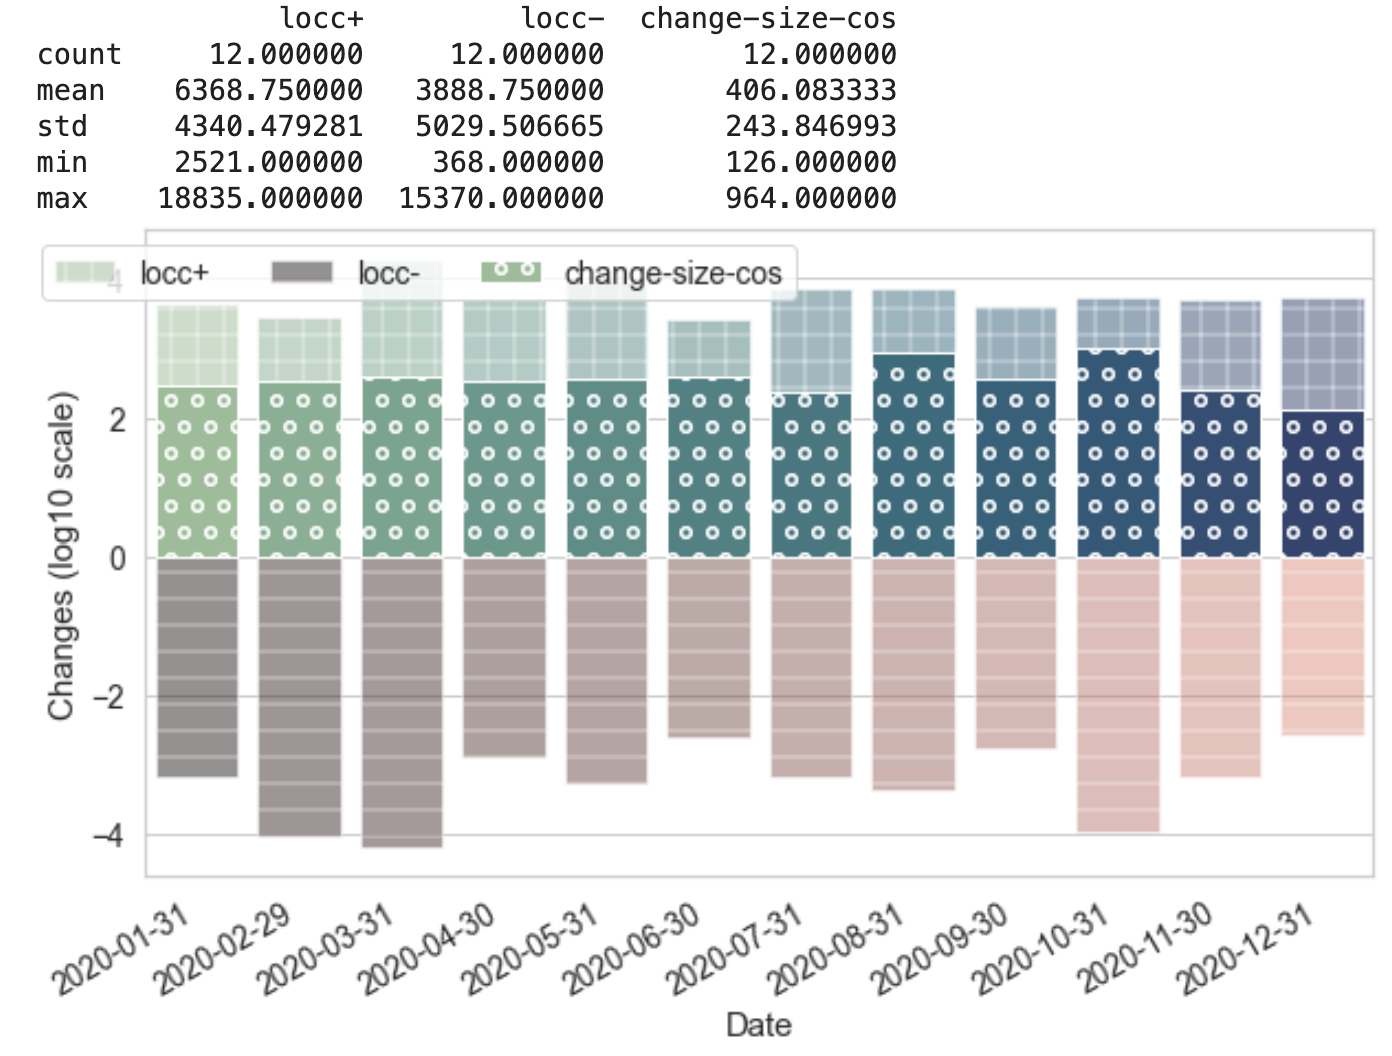 locc+ locc- change-size-cos
count 12.000000 12.000000 12.000000
mean 6368.750000 3888.750000 406.083333
std 4340.479281 5029.506665 243.846993
min 2521.000000 368.000000 126.000000
max 18835.000000 15370.000000 964.000000
locc+ locc- change-size-cos
4
2
0
−2
−4
Changes (log10 scale)
2020-01-31
2020-02-29
2020-03-31
2020-04-30
2020-05-31
2020-06-30
2020-07-31
2020-08-31
2020-09-30
2020-10-31
2020-11-30
2020-12-31
Date